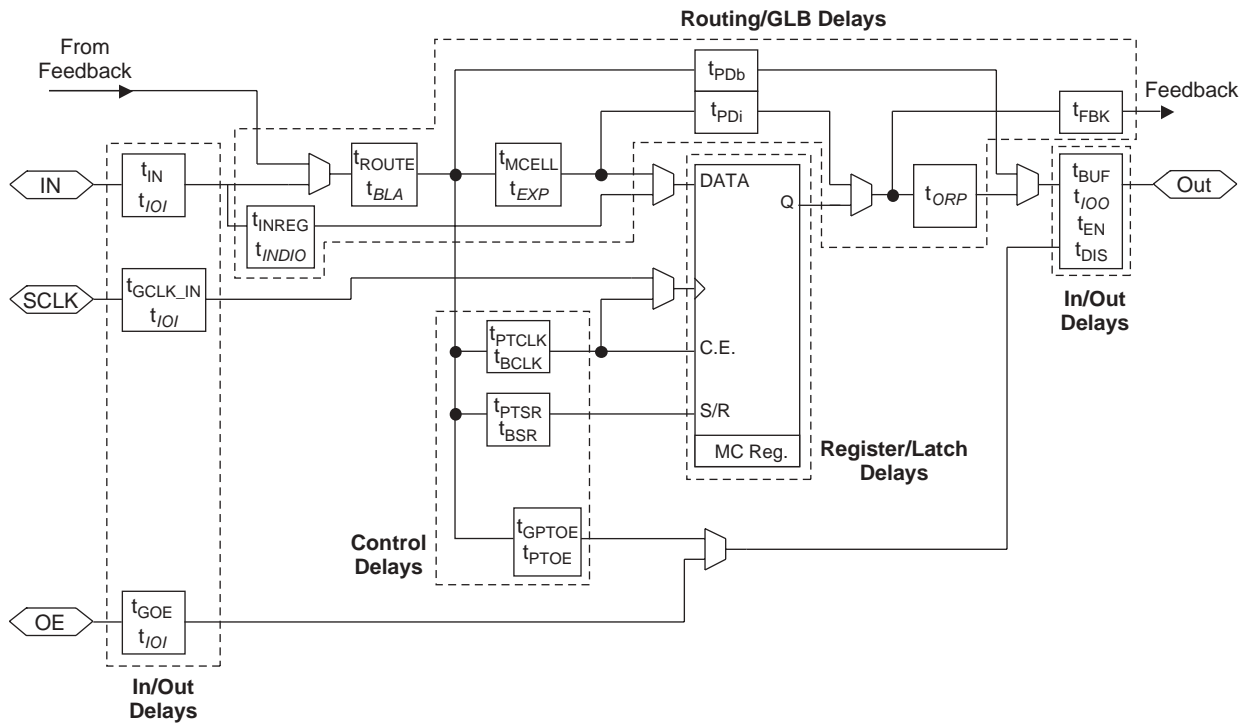 Routing/GLB Delays
From
Feedback
tPDb
tPDi
tFBK
Feedback
IN
tIN
tIOI
tROUTE
tBLA
tMCELL
tEXP
tINREG
tINDIO
DATA
Q
tORP
tBUF
tIOO
tEN
tDIS
Out
In/Out
Delays
SCLK
tGCLK_IN
tIOI
tPTCLK
tBCLK
C.E.
tPTSR
tBSR
S/R
MC Reg.
Register/Latch
Delays
Control
Delays
tGPTOE
tPTOE
OE
tGOE
tIOI
In/Out
Delays